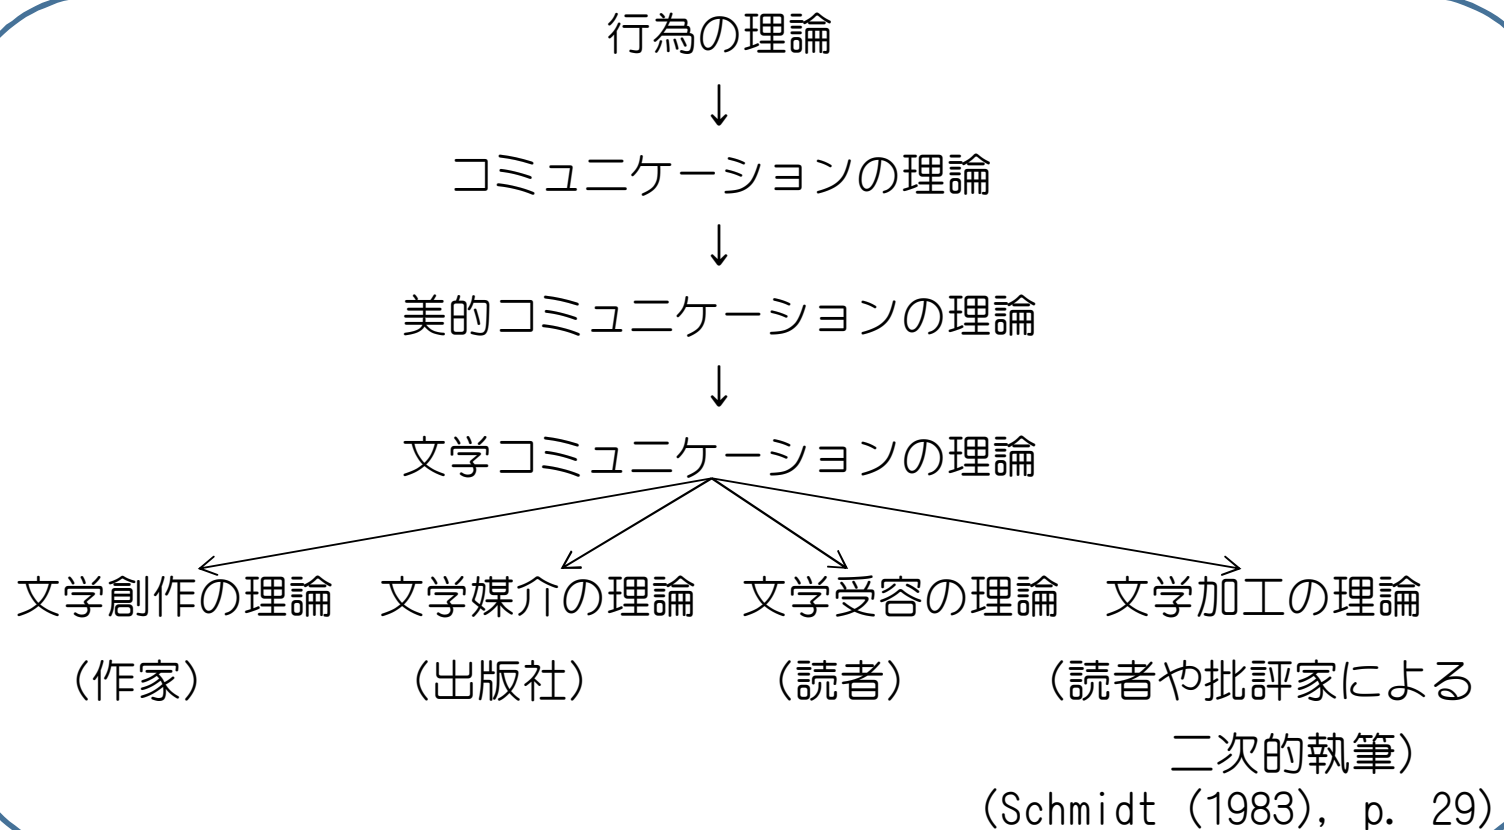 行為の理論
↓
コミュニケーションの理論
↓
美的コミュニケーションの理論
↓
文学コミュニケーションの理論
文学創作の理論 文学媒介の理論 文学受容の理論 文学加工の理論
（作家） （出版社） （読者） （読者や批評家による
二次的執筆）
(Schmidt (1983), p. 29)